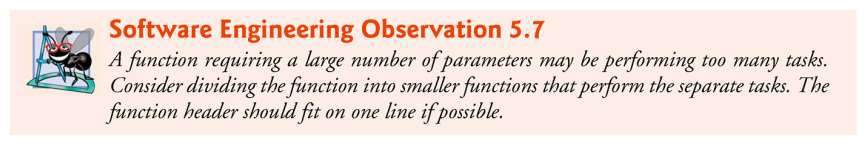 Software Engineering Observation 5.7
A function requiring a large number of parameters may be performing too many tasks.
Consider dividing the function into smaller functions that perform the separate tasks. The
function header should fit on one line if possible.